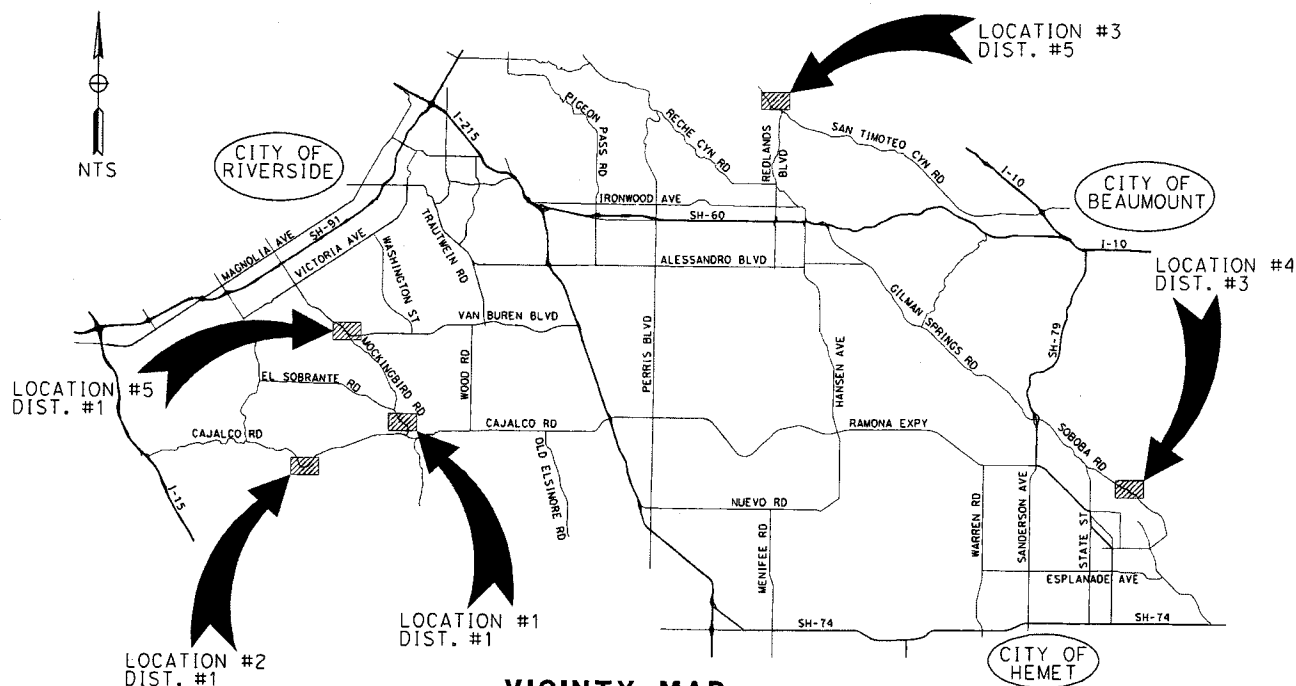 LOCATION #3
DIST. #5
NTS
CITY OF
RIVERSIDE
I-215
PIGEON
PASS RD
RECHE CYN RD
REDLANDS
BLVD
SAN TIMOTEO CYN RD
I-10
CITY OF
BEAUMOUNT
IRONWOOD AVE
SH-60
I-10
MAGNOLIA AVE
SH-91
VICTORIA AVE
TRAUTWEIN RD
WASHINGTON ST
ALESSANDRO BLVD
LOCATION #4
DIST. #3
VAN BUREN BLVD
GILMAN SPRINGS RD
SH-79
MOCKINGBIRD RD
WOOD RD
PERRIS BLVD
HANSEN AVE
LOCATION #5
DIST. #1
EL SOBRANTE RD
CAJALCO RD
CAJALCO RD
RAMONA EXPY
SOBOBA RD
OLD ELSINORE RD
I-15
NUEVO RD
MENIFEE RD
WARREN RD
SANDERSON AVE
STATE ST
ESPLANADE AVE
LOCATION #1
DIST. #1
SH-74
SH-74
LOCATION #2
DIST. #1
CITY OF
HEMET
VICINTY MAP